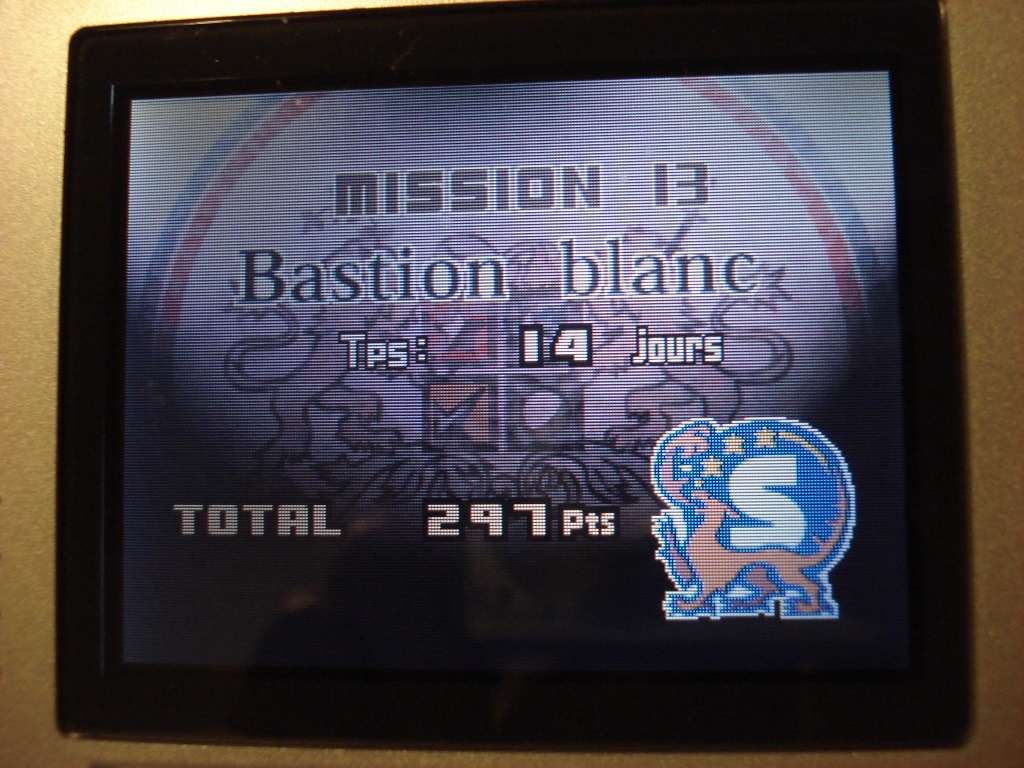 MISSION 13
Bastion blanc
Tps: 14 jours
TOTAL 297 Pts
S